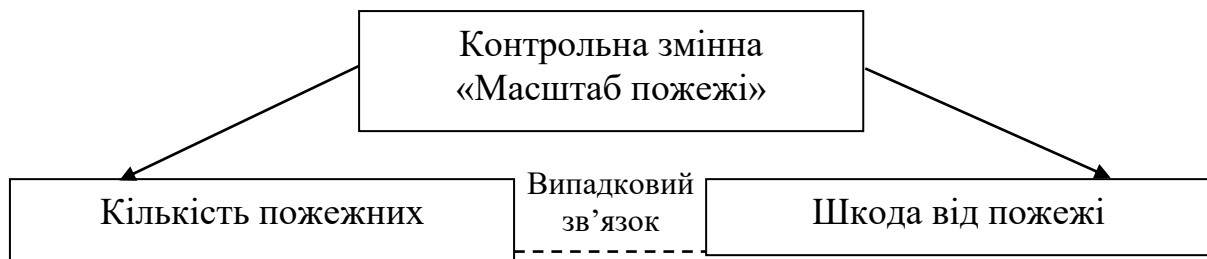 Контрольна змінна
«Масштаб пожежі»
Кількість пожежних
Випадковий
зв’язок
Шкода від пожежі